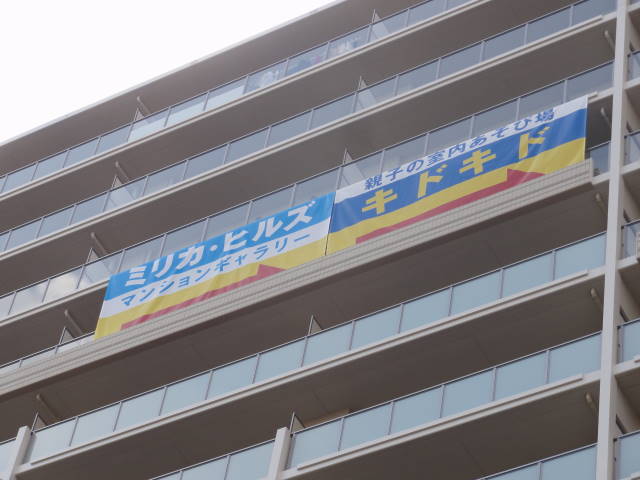 ミリカ・ヒルズ
マンションギャラリー
親子の室内あそび場
キドキド